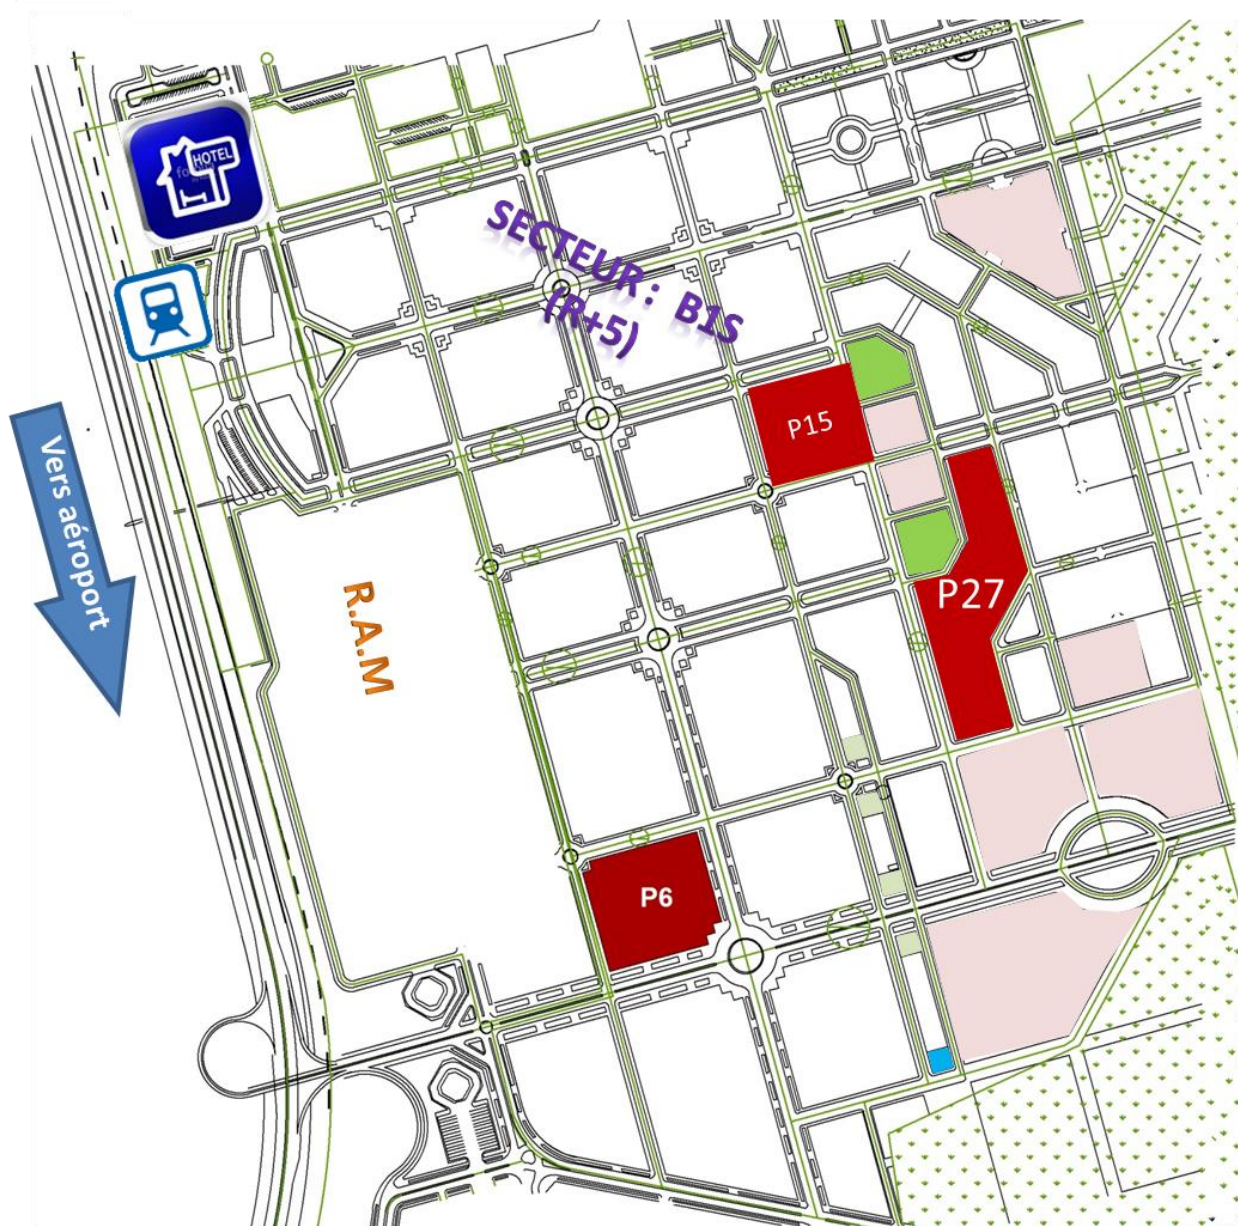 HOTEL
SECTEUR : B1S
(R+5)
P15
Vers aéroport
P27
R.A.M
P6